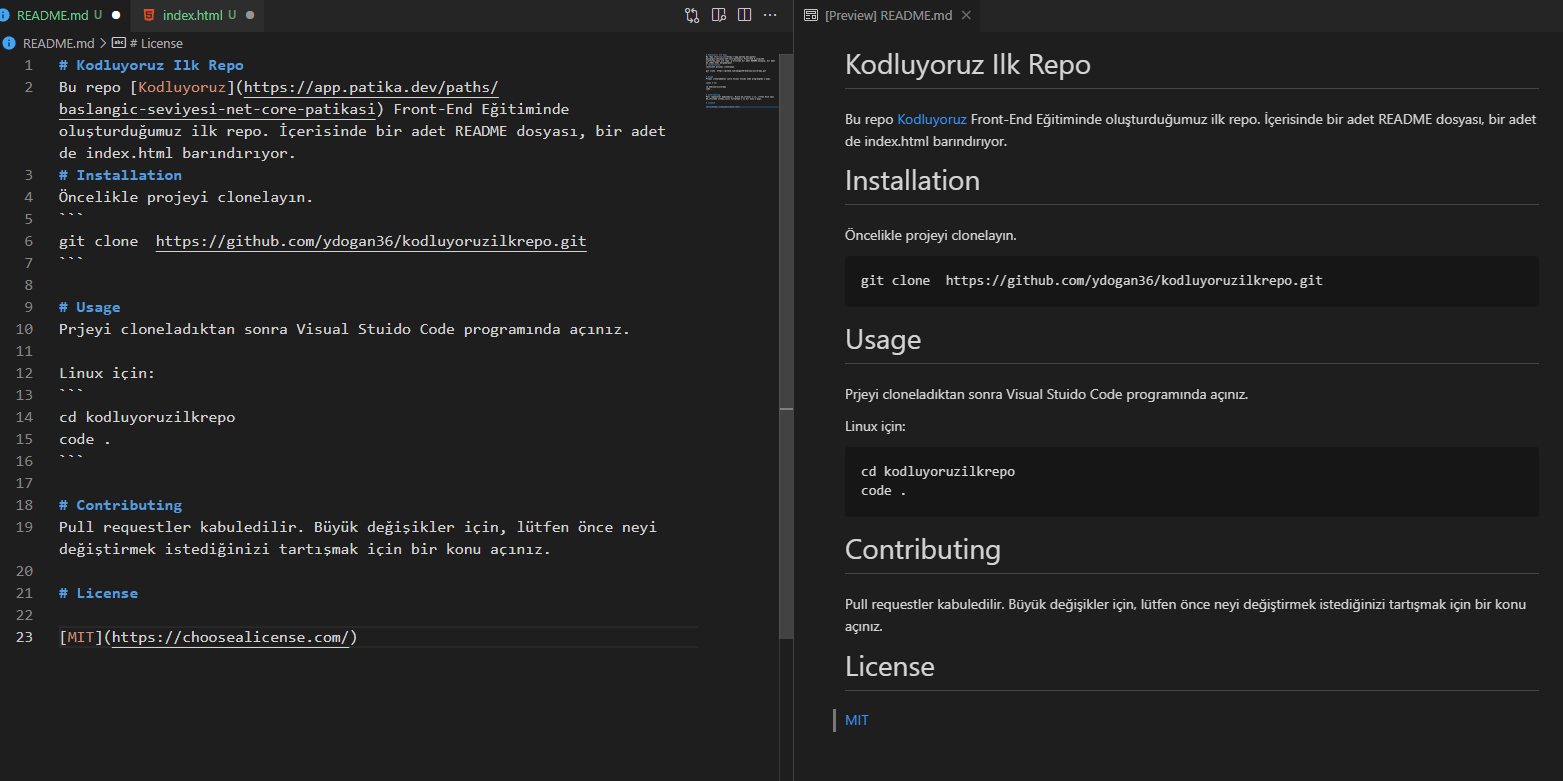 README.md U
index.html U
[Preview] README.md
README.md > # License
1 # Kodluyoruz Ilk Repo
2 Bu repo [Kodluyoruz](https://app.patika.dev/paths/
baslangic-seviyesi-net-core-patikasi) Front-End Eğitiminde
oluşturduğumuz ilk repo. İçerisinde bir adet README dosyası, bir adet
de index.html barındırıyor.
3 # Installation
4 Öncelikle projeyi clonelayın.
5 ```
6 git clone  https://github.com/ydogan36/kodluyoruzilkrepo.git
7 ```
8
9 # Usage
10 Prjeyi cloneladıktan sonra Visual Stuido Code programında açınız.
11
12 Linux için:
13 ```
14 cd kodluyoruzilkrepo
15 code .
16 ```
17
18 # Contributing
19 Pull requestler kabuledilir. Büyük değişikler için, lütfen önce neyi
değiştirmek istediğinizi tartışmak için bir konu açınız.
20
21 # License
22
23 [MIT](https://choosealicense.com/)
Kodluyoruz Ilk Repo
Bu repo Kodluyoruz Front-End Eğitiminde oluşturduğumuz ilk repo. İçerisinde bir adet README dosyası, bir adet
de index.html barındırıyor.
Installation
Öncelikle projeyi clonelayın.
git clone  https://github.com/ydogan36/kodluyoruzilkrepo.git
Usage
Prjeyi cloneladıktan sonra Visual Stuido Code programında açınız.
Linux için:
cd kodluyoruzilkrepo
code .
Contributing
Pull requestler kabuledilir. Büyük değişikler için, lütfen önce neyi değiştirmek istediğinizi tartışmak için bir konu
açınız.
License
MIT